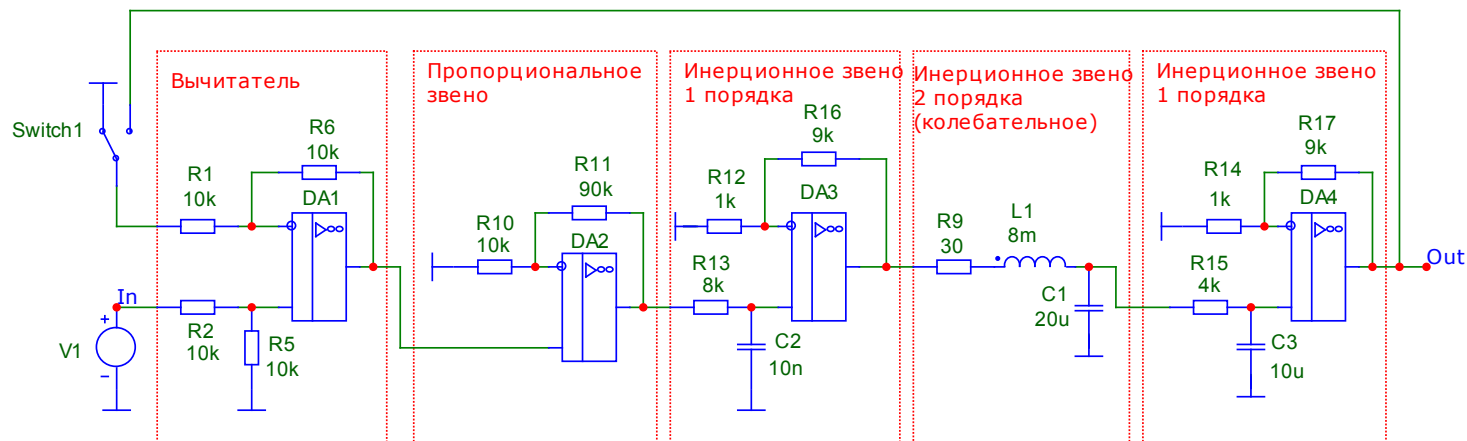 Вычитатель
Пропорциональное
звено
Инерционное звено
1 порядка
Инерционное звено
2 порядка
(колебательное)
Инерционное звено
1 порядка
Switch1
R1
10k
R6
10k
DA1
In
R2
10k
R5
10k
V1
+
−
R10
10k
R11
90k
DA2
R12
1k
R16
9k
DA3
R13
8k
C2
10n
R9
30
L1
8m
C1
20u
R14
1k
R17
9k
DA4
R15
4k
C3
10u
Out